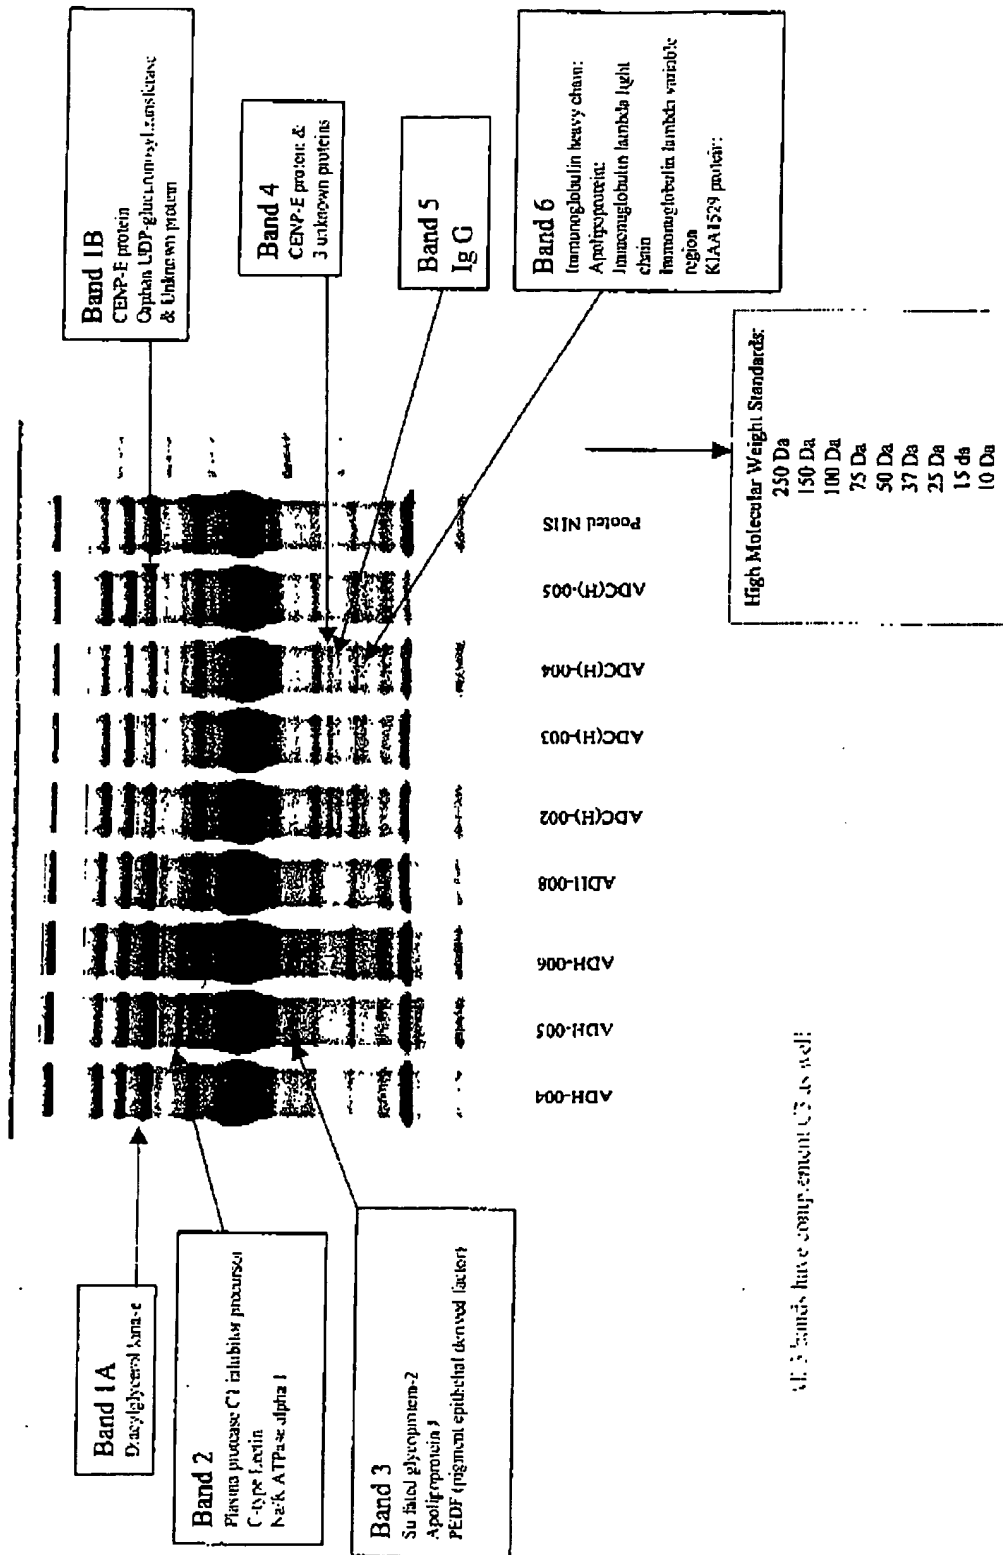 Band 1A
Diacylglycerol kinase
Band 2
Plasma protease C1 inhibitor precursor
C-type Lectin
Na/K ATPase alpha 1
Band 3
Sulfated glycoprotein-2
Apolipoprotein J
PEDF (pigment epithelial derived factor)
Band 1B
CENP-E protein
Orphan UDP-glucuronosyltransferase
& Unknown protein
Band 4
CENP-E protein &
3 unknown proteins
Band 5
Ig G
Band 6
Immunoglobulin heavy chain:
Apolipoprotein:
Immunoglobulin lambda light
chain
Immunoglobulin lambda variable
region
KIAA1529 protein:
ADH-004
ADH-005
ADH-006
ADH-008
ADC(H)-002
ADC(H)-003
ADC(H)-004
ADC(H)-005
Pooled NHS
High Molecular Weight Standards:
250 Da
150 Da
100 Da
75 Da
50 Da
37 Da
25 Da
15 da
10 Da
bands have complement C3 as well